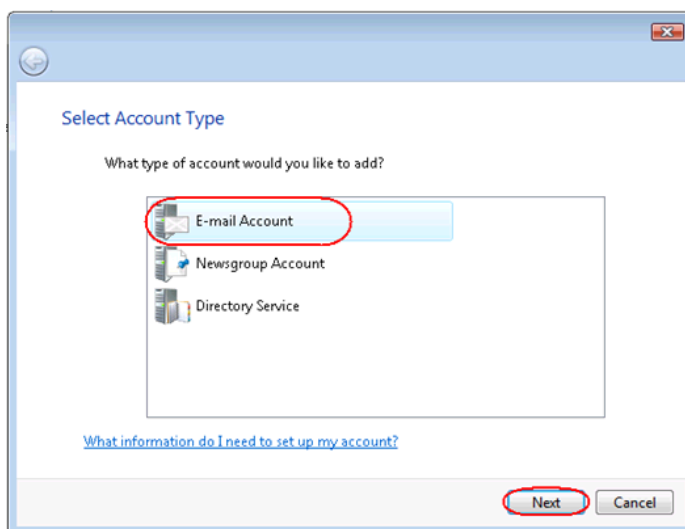 Select Account Type
What type of account would you like to add?
E-mail Account
Newsgroup Account
Directory Service
What information do I need to set up my account?
Next Cancel